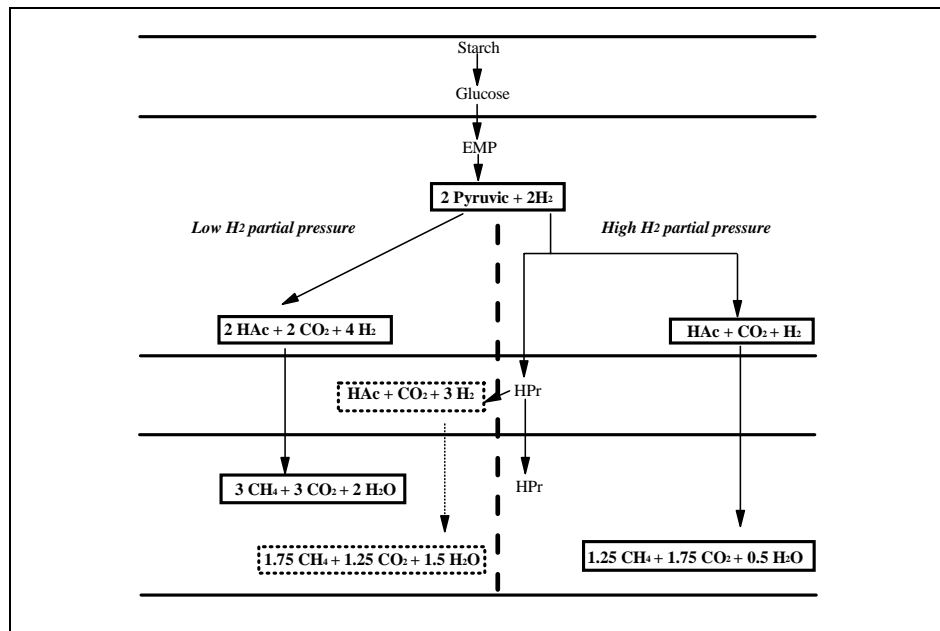 Starch
Glucose
EMP
2 Pyruvic + 2H₂
Low H2 partial pressure
High H2 partial pressure
2 HAc + 2 CO₂ + 4 H₂
HAc + CO₂ + H₂
HAc + CO₂ + 3 H₂
HPr
3 CH₄ + 3 CO₂ + 2 H₂O
HPr
1.75 CH₄ + 1.25 CO₂ + 1.5 H₂O
1.25 CH₄ + 1.75 CO₂ + 0.5 H₂O